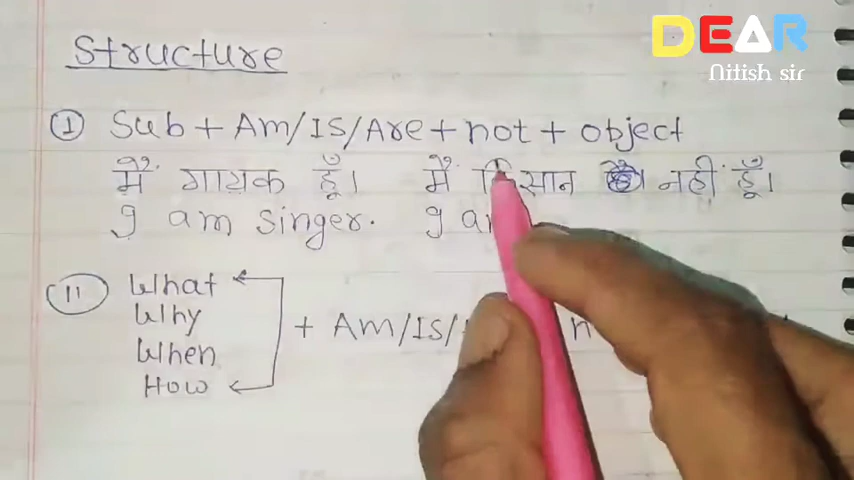 DEAR
Nitish sir
Structure
I Sub + Am/IS/Are + not + object
मैं गायक हूँ। मैं नहीं हूँ।
I am singer. I
II What
Why
+ Am/IS/
When
How